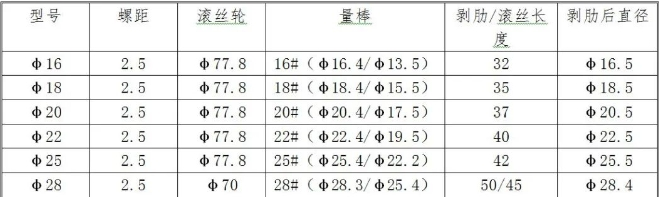 型号 螺距 滚丝轮 量棒 剥肋/滚丝长度 剥肋后直径
Φ16 2.5 Φ77.8 16#（Φ16.4/Φ13.5） 32 Φ16.5
Φ18 2.5 Φ77.8 18#（Φ18.4/Φ15.5） 35 Φ18.5
Φ20 2.5 Φ77.8 20#（Φ20.4/Φ17.5） 37 Φ20.5
Φ22 2.5 Φ77.8 22#（Φ22.4/Φ19.5） 40 Φ22.5
Φ25 2.5 Φ77.8 25#（Φ25.4/Φ22.2） 42 Φ25.5
Φ28 2.5 Φ70 28#（Φ28.3/Φ25.4） 50/45 Φ28.4